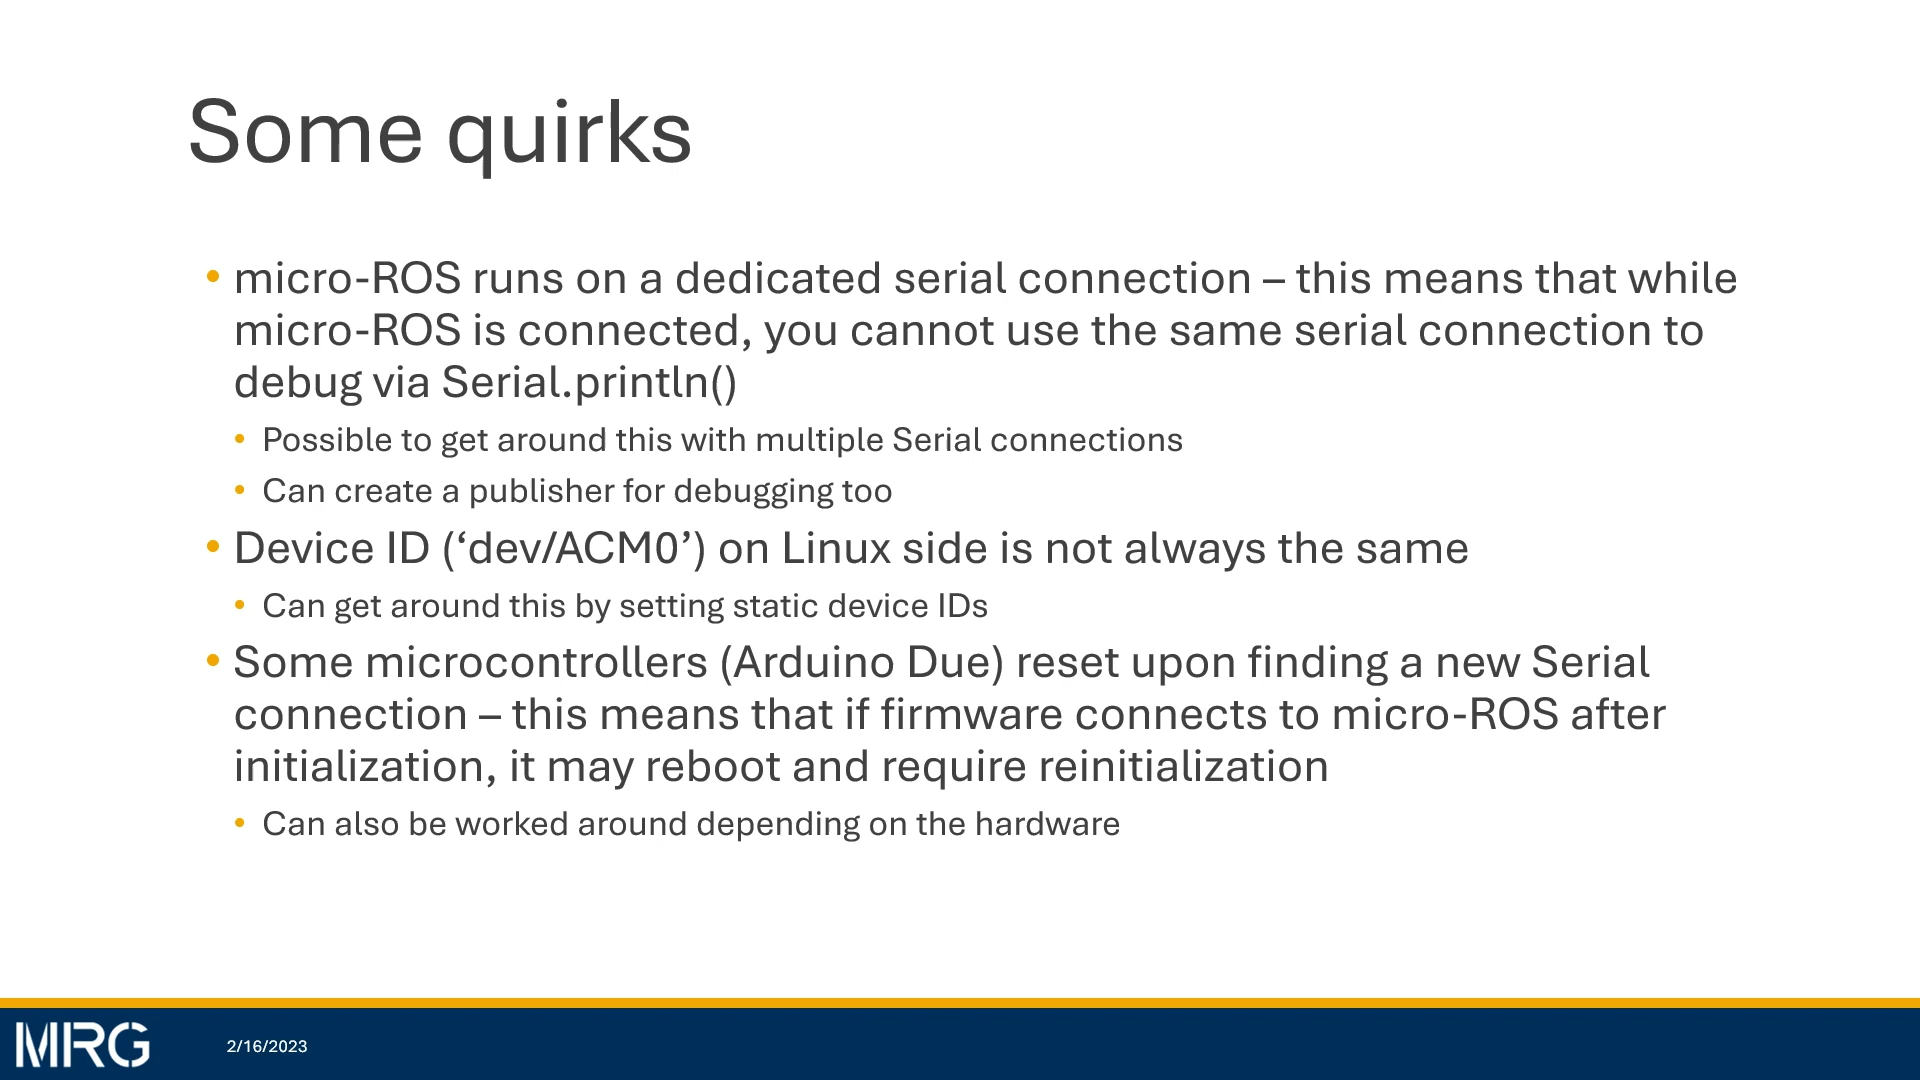 Some quirks
• micro-ROS runs on a dedicated serial connection – this means that while
micro-ROS is connected, you cannot use the same serial connection to
debug via Serial.println()
• Possible to get around this with multiple Serial connections
• Can create a publisher for debugging too
• Device ID (‘dev/ACM0’) on Linux side is not always the same
• Can get around this by setting static device IDs
• Some microcontrollers (Arduino Due) reset upon finding a new Serial
connection – this means that if firmware connects to micro-ROS after
initialization, it may reboot and require reinitialization
• Can also be worked around depending on the hardware
MRG
2/16/2023